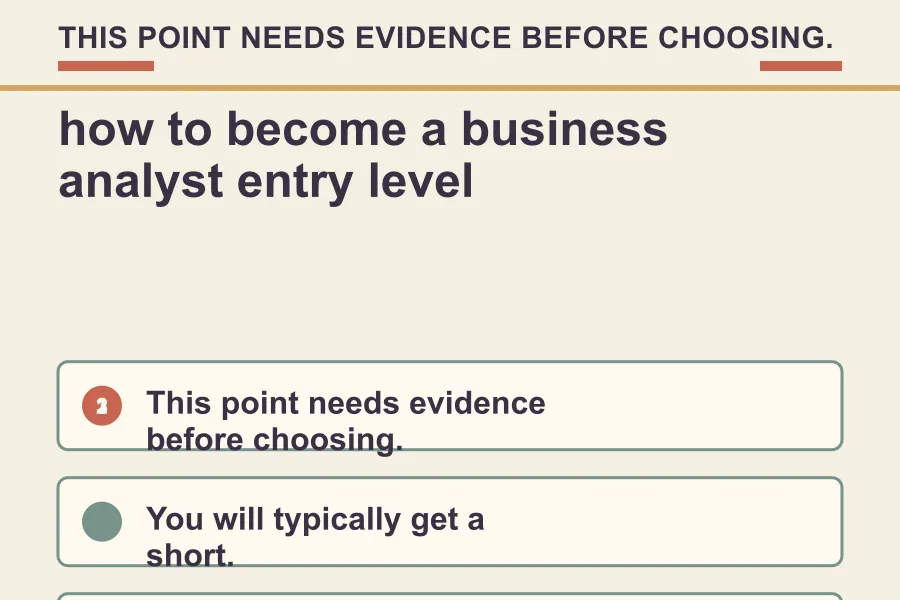 THIS POINT NEEDS EVIDENCE BEFORE CHOOSING.
how to become a business
analyst entry level
This point needs evidence
before choosing.
You will typically get a
short.